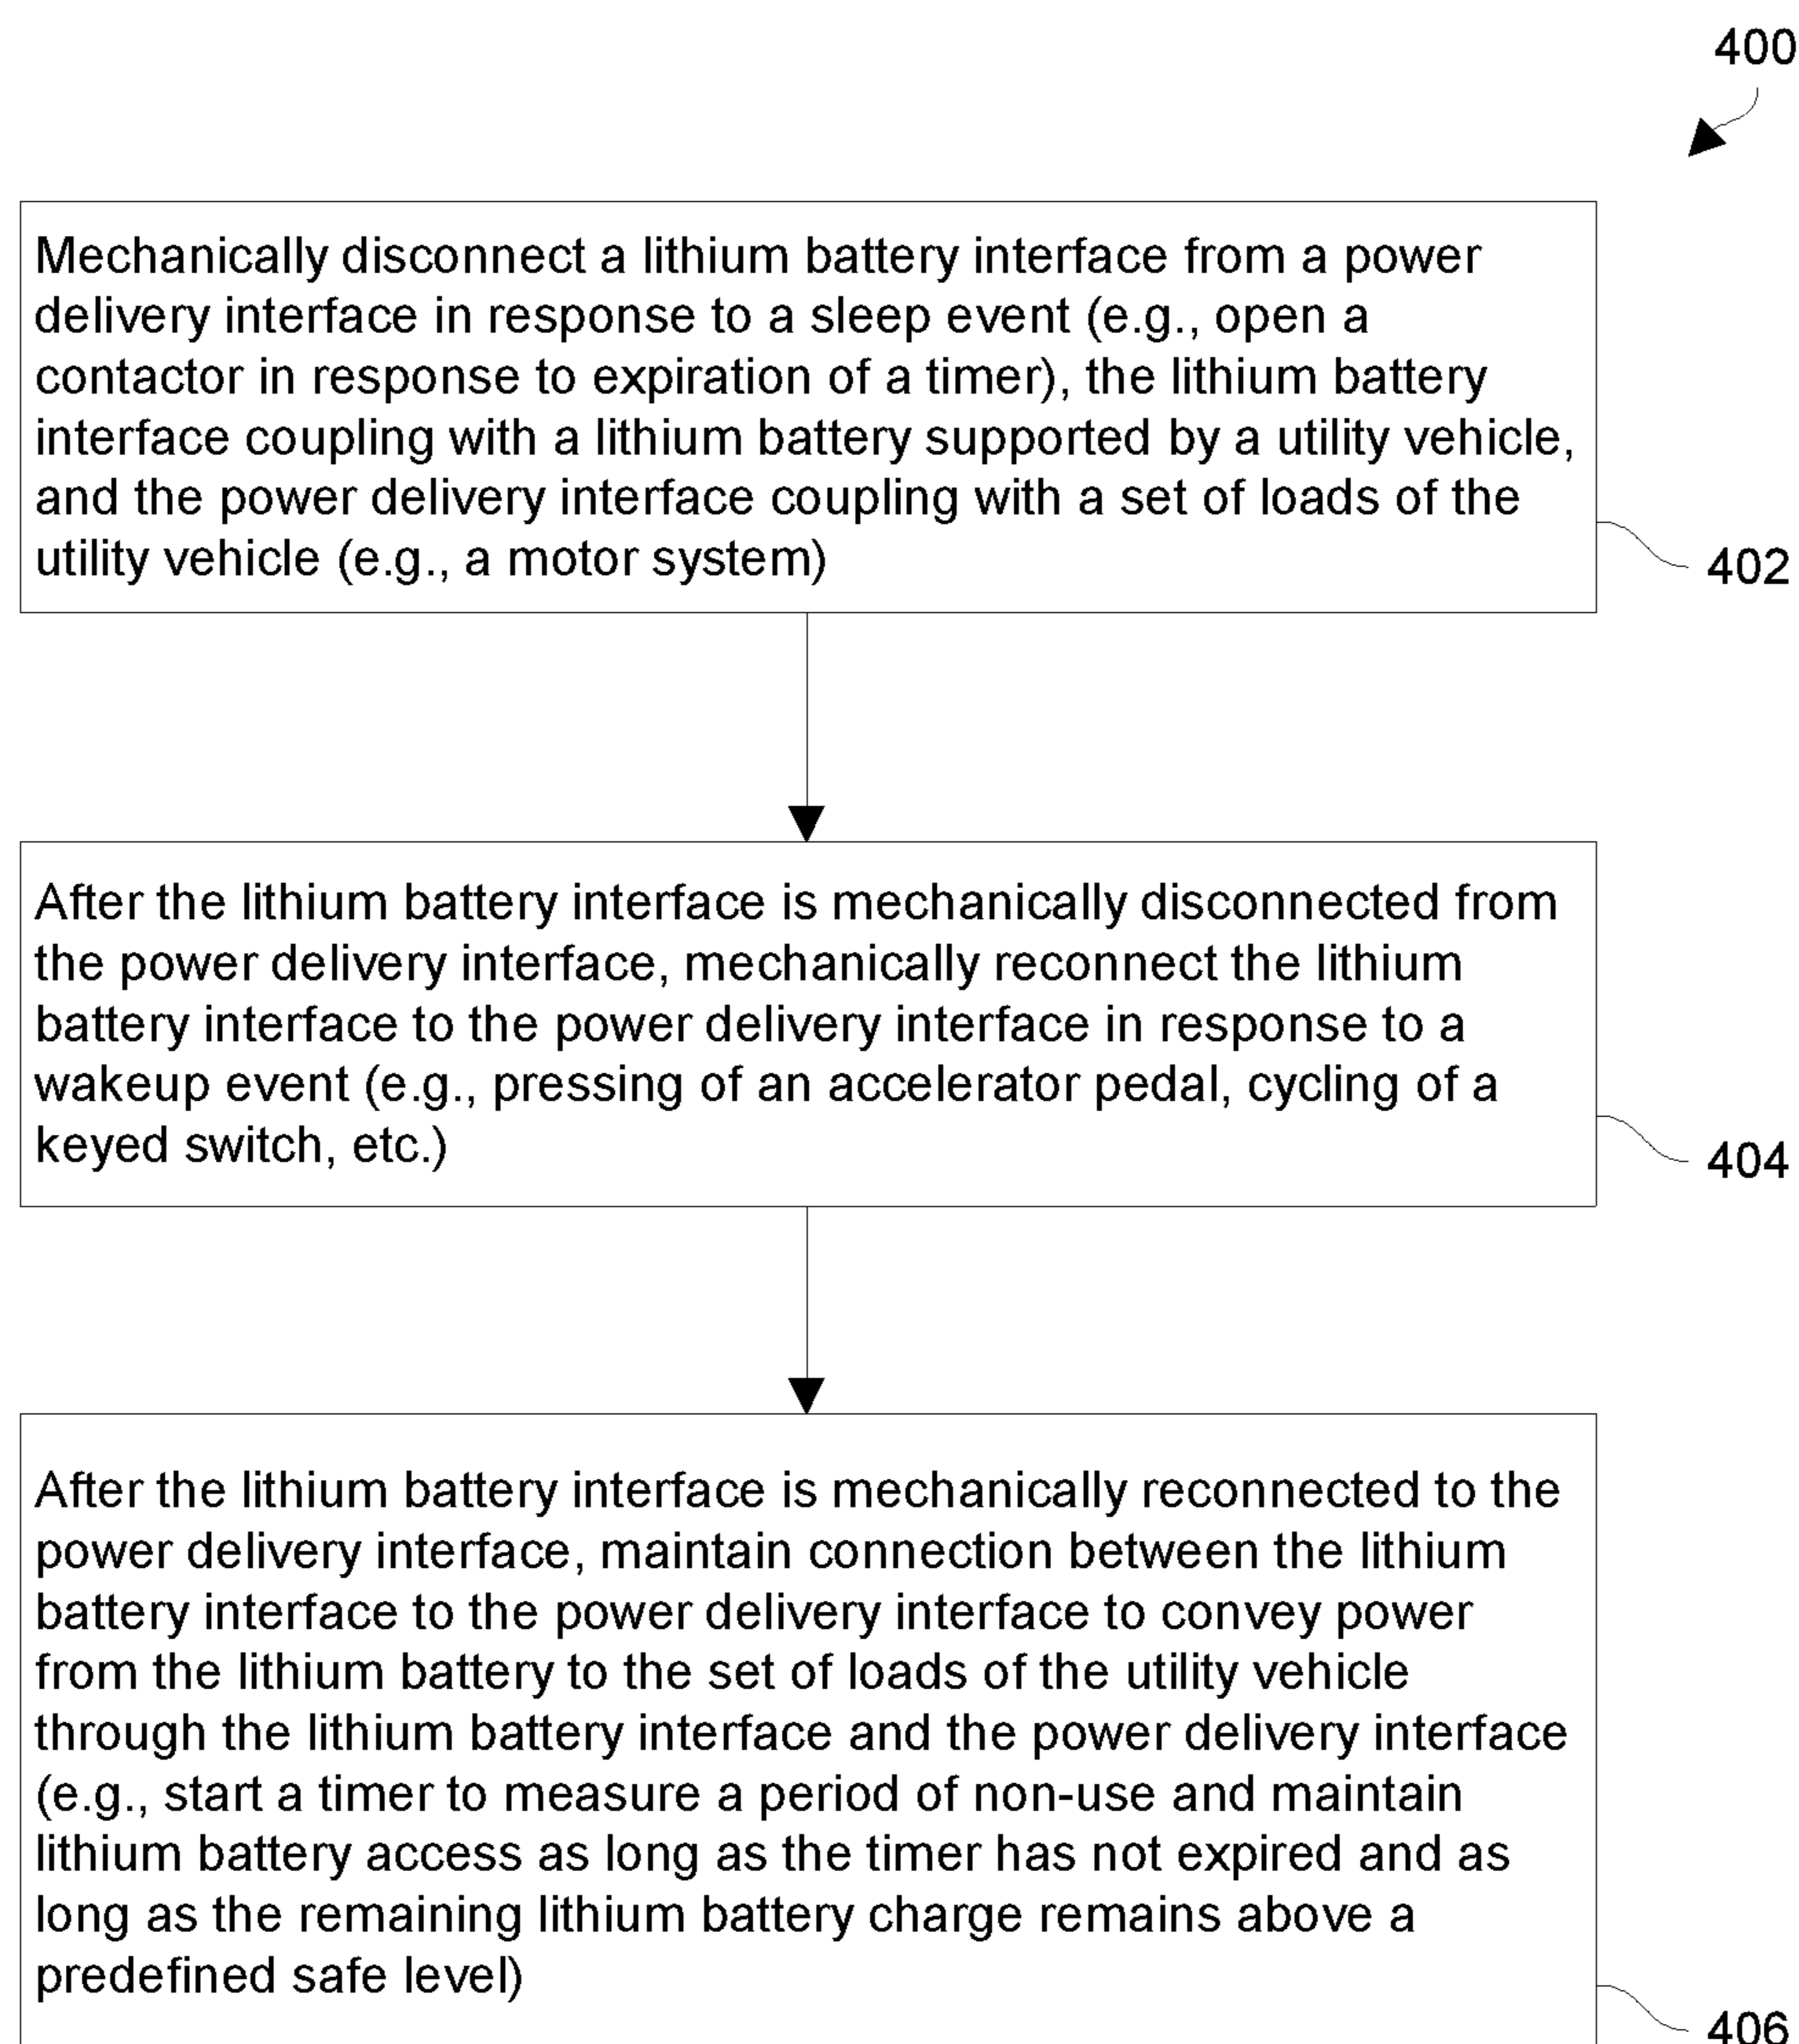 400
Mechanically disconnect a lithium battery interface from a power
delivery interface in response to a sleep event (e.g., open a
contactor in response to expiration of a timer), the lithium battery
interface coupling with a lithium battery supported by a utility vehicle,
and the power delivery interface coupling with a set of loads of the
utility vehicle (e.g., a motor system)
402
After the lithium battery interface is mechanically disconnected from
the power delivery interface, mechanically reconnect the lithium
battery interface to the power delivery interface in response to a
wakeup event (e.g., pressing of an accelerator pedal, cycling of a
keyed switch, etc.)
404
After the lithium battery interface is mechanically reconnected to the
power delivery interface, maintain connection between the lithium
battery interface to the power delivery interface to convey power
from the lithium battery to the set of loads of the utility vehicle
through the lithium battery interface and the power delivery interface
(e.g., start a timer to measure a period of non-use and maintain
lithium battery access as long as the timer has not expired and as
long as the remaining lithium battery charge remains above a
predefined safe level)
406